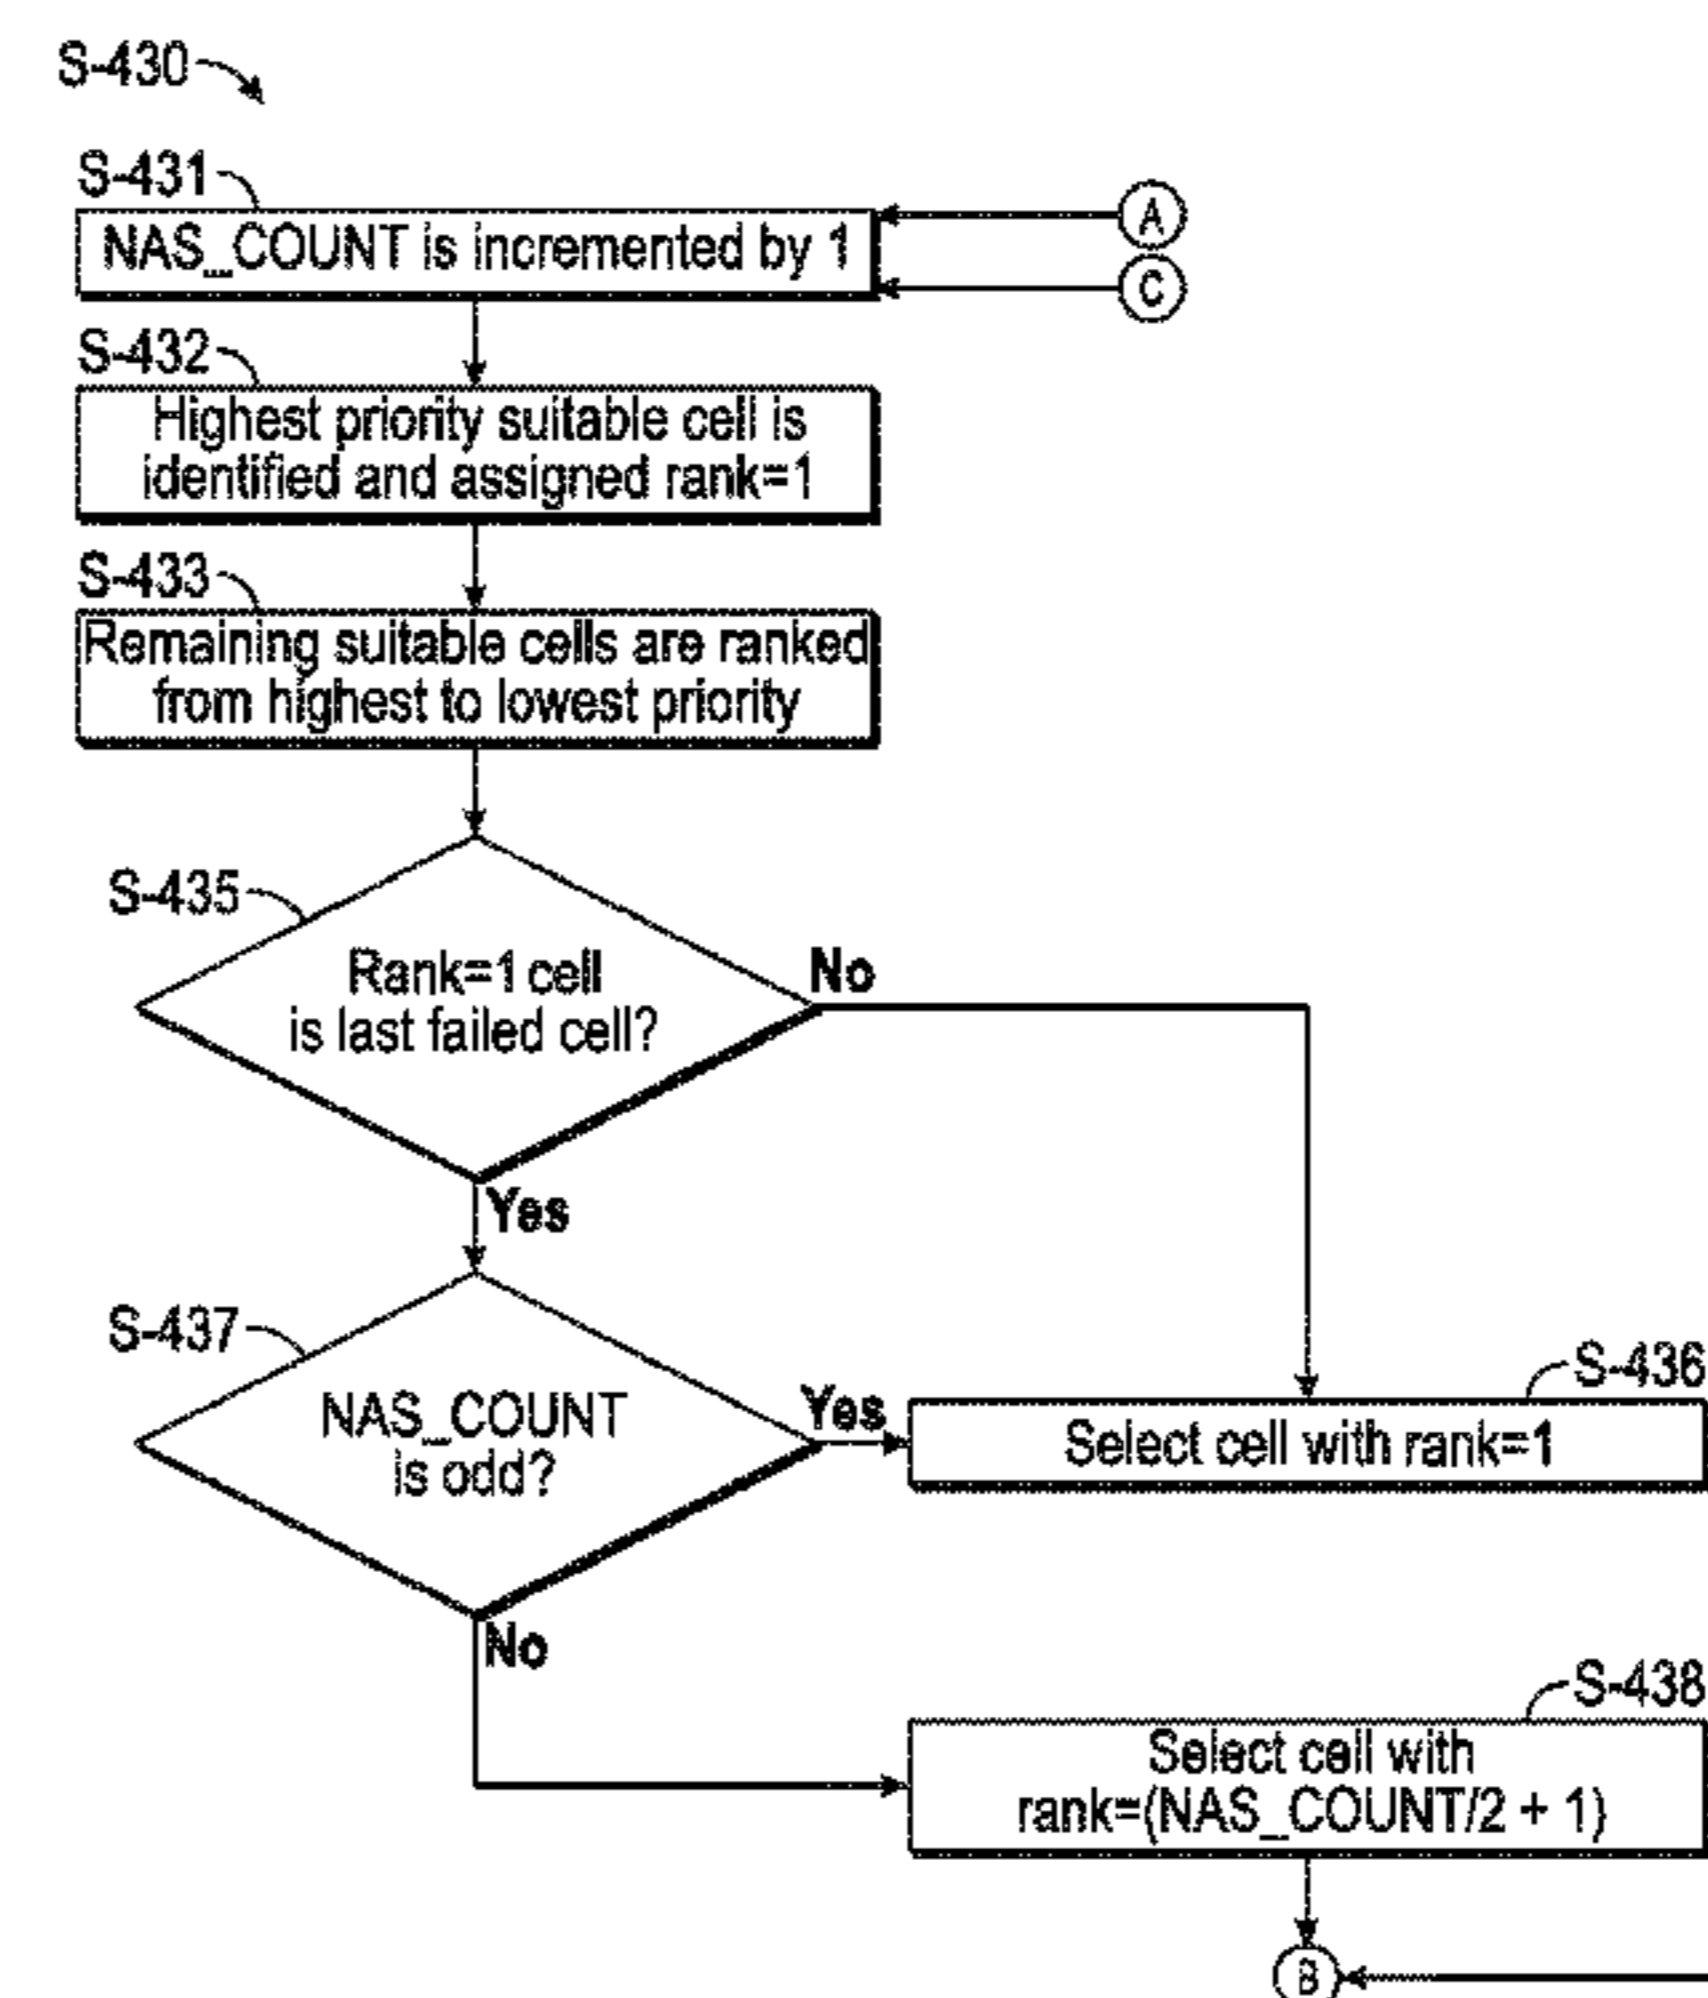 S-430
S-431
NAS_COUNT is incremented by 1
A
C
S-432
Highest priority suitable cell is
identified and assigned rank=1
S-433
Remaining suitable cells are ranked
from highest to lowest priority
S-435
Rank=1 cell
is last failed cell?
No
Yes
S-437
NAS_COUNT
is odd?
Yes
S-436
Select cell with rank=1
No
S-438
Select cell with
rank=(NAS_COUNT/2 + 1)
B